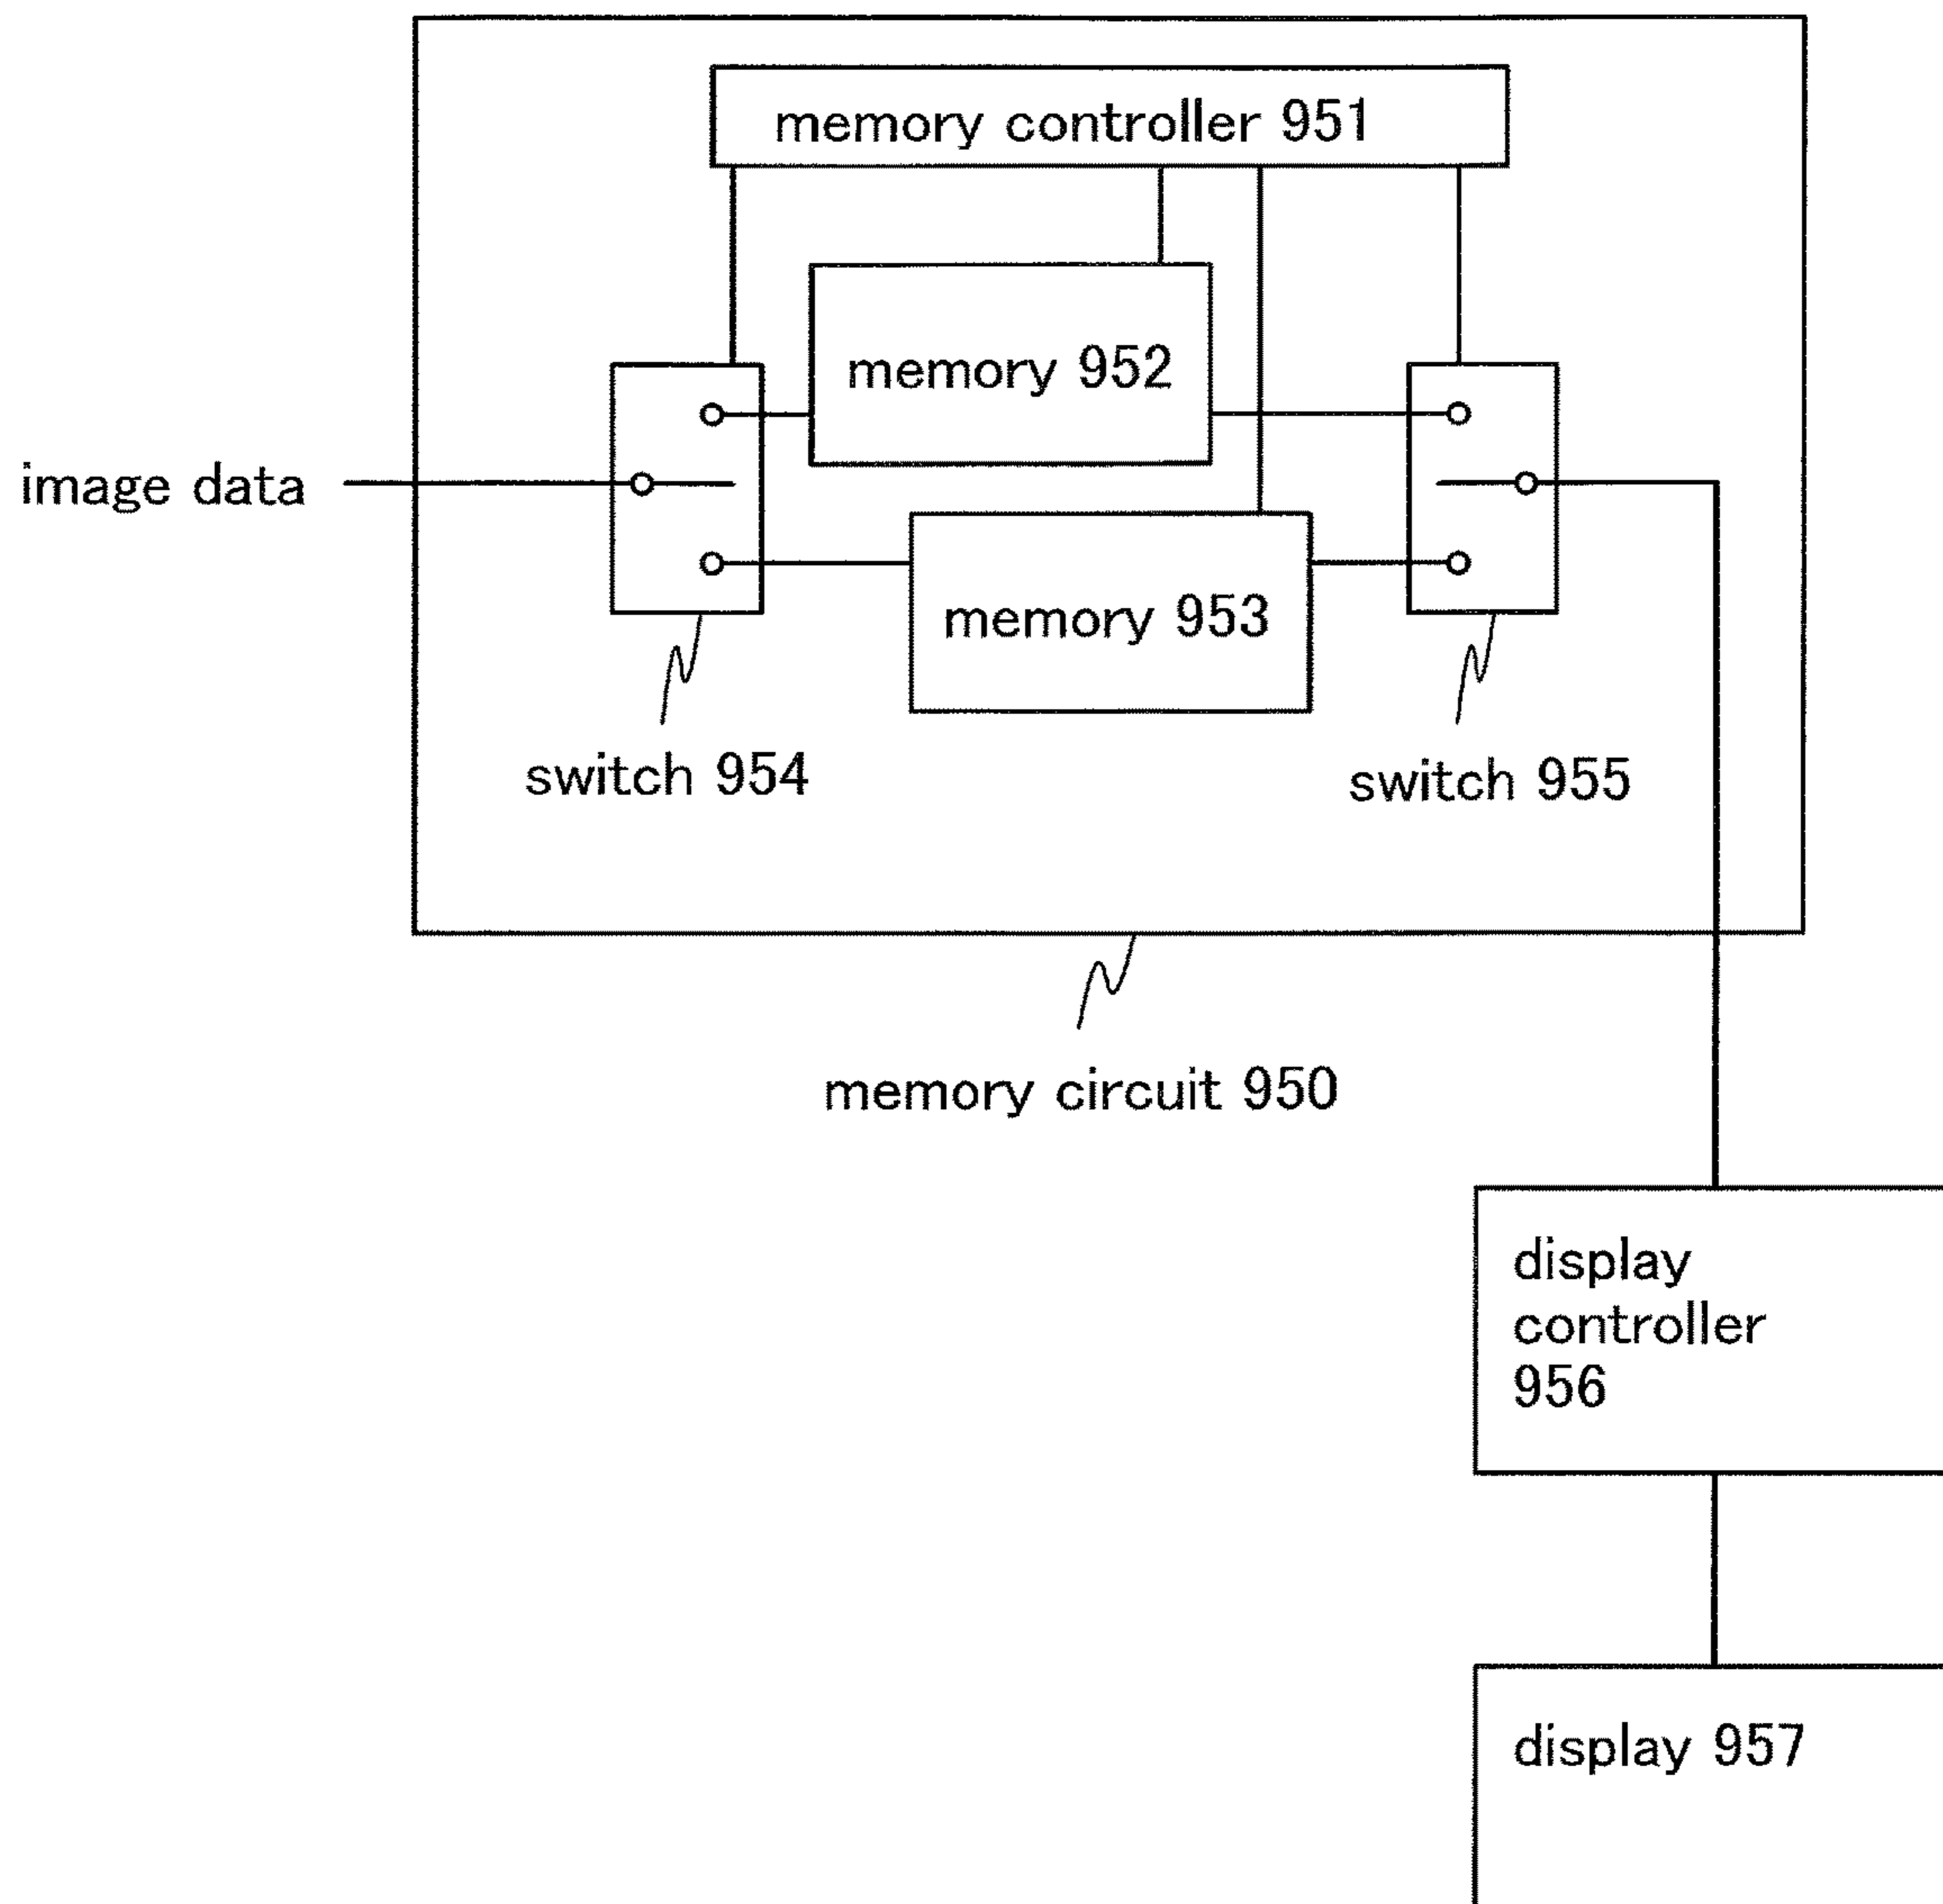 memory controller 951
memory 952
image data
memory 953
switch 954
switch 955
memory circuit 950
display
controller
956
display 957